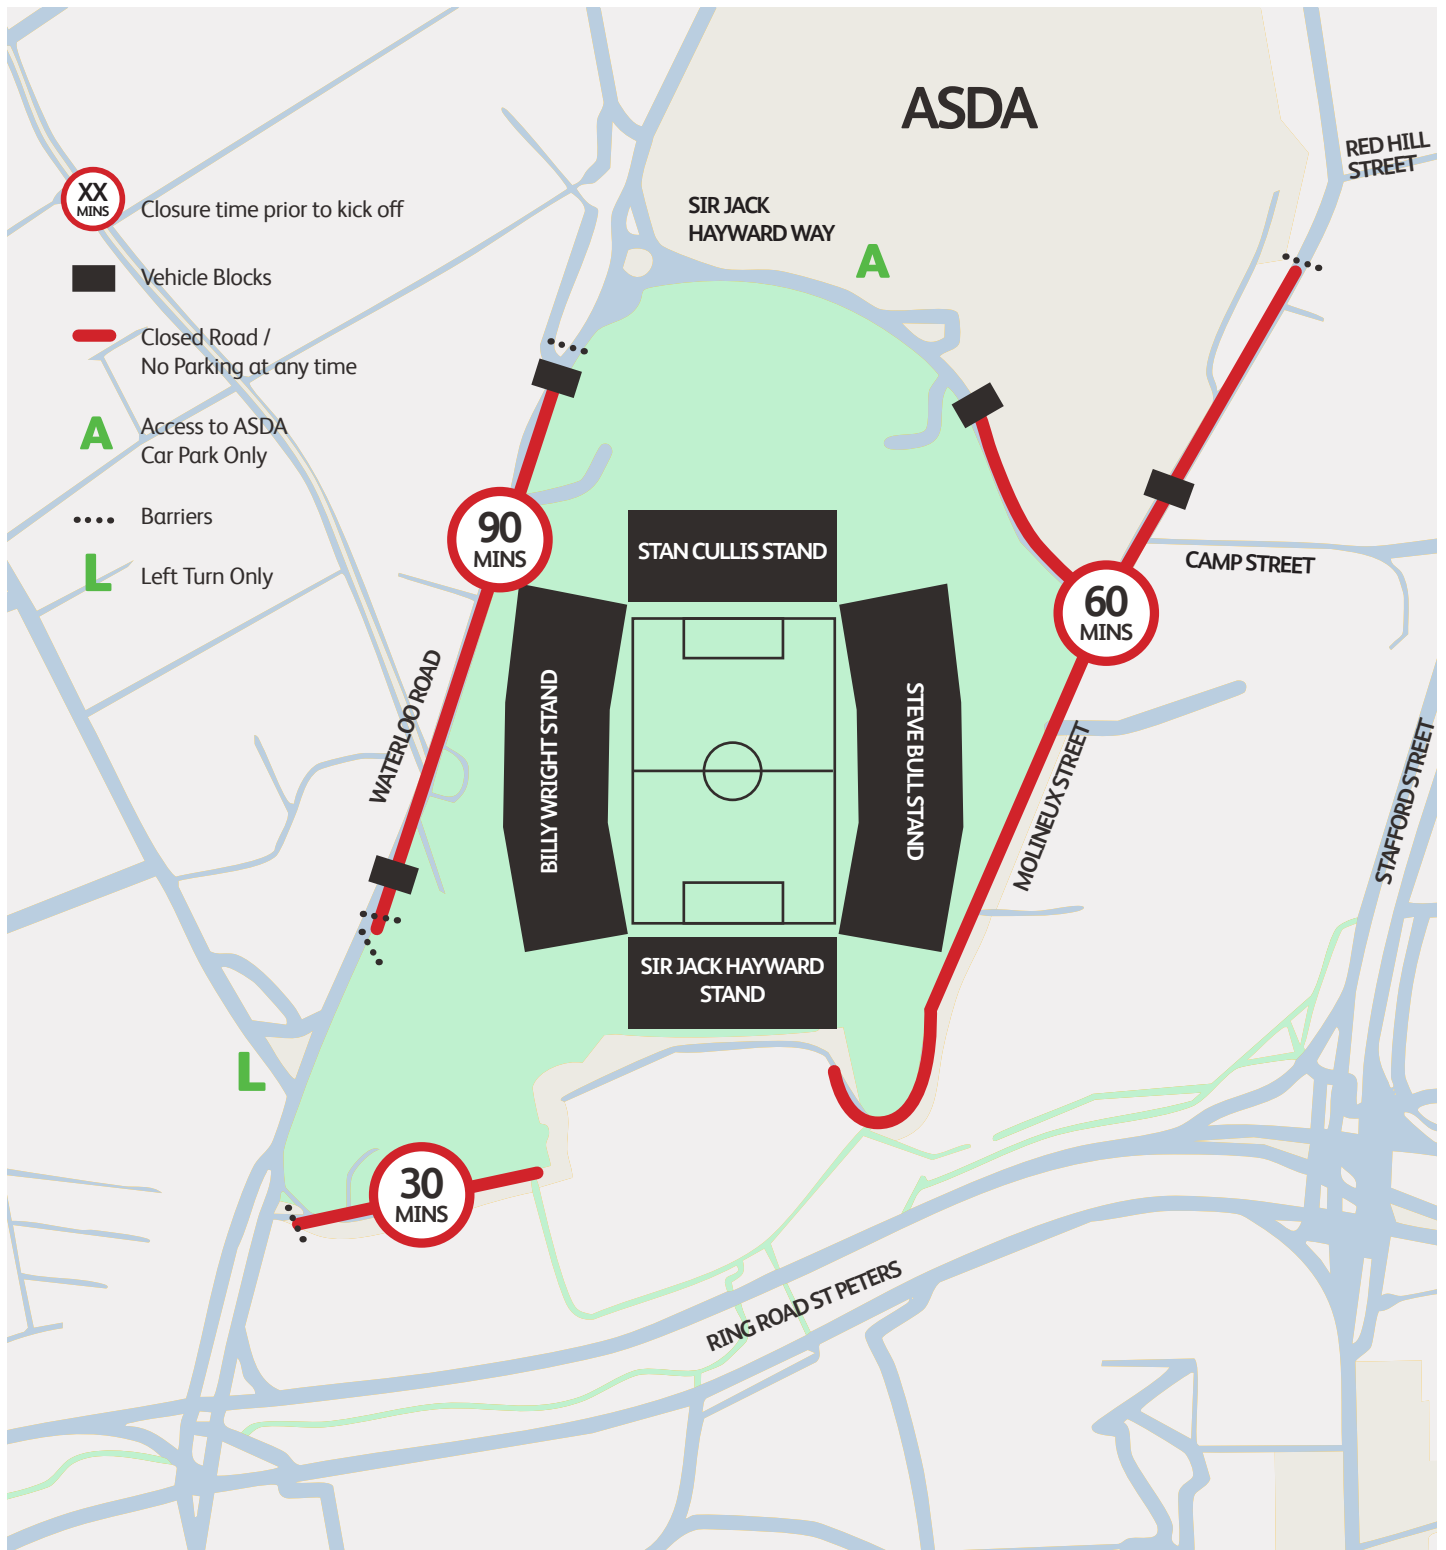 ASDA
RED HILL
STREET
XX
MINS
Closure time prior to kick off
SIR JACK
HAYWARD WAY
A
Vehicle Blocks
Closed Road /
No Parking at any time
A
Access to ASDA
Car Park Only
Barriers
L
Left Turn Only
90
MINS
STAN CULLIS STAND
CAMP STREET
60
MINS
WATERLOO ROAD
BILLY WRIGHT STAND
STEVE BULL STAND
MOLINEUX STREET
STAFFORD STREET
SIR JACK HAYWARD
STAND
L
30
MINS
RING ROAD ST PETERS